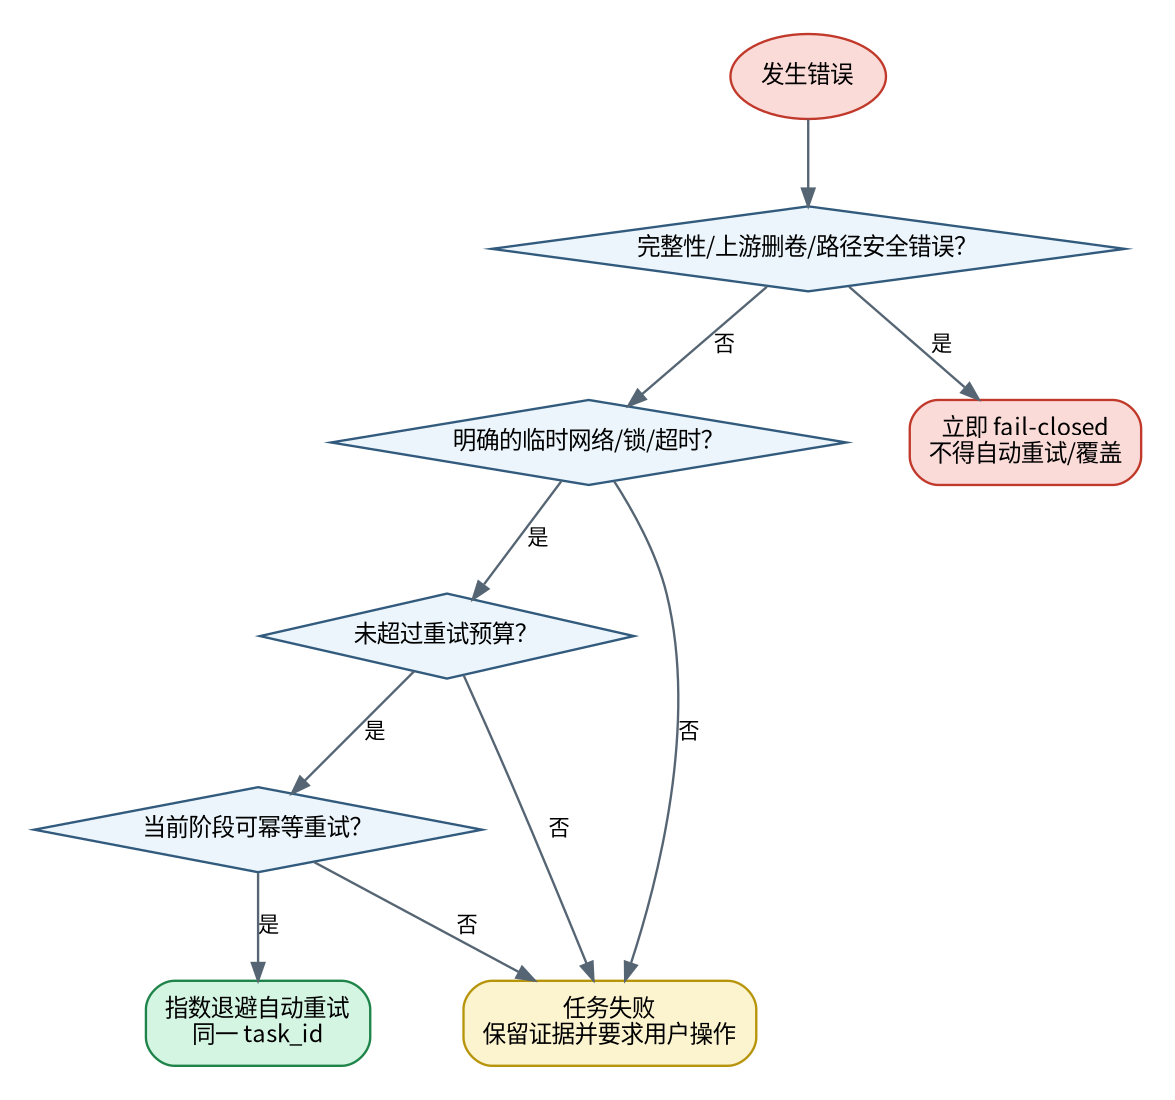 发生错误
完整性/上游删卷/路径安全错误?
否
是
明确的临时网络/锁/超时?
立即 fail-closed
不得自动重试/覆盖
是
未超过重试预算?
是
否
当前阶段可幂等重试?
否
是
否
指数退避自动重试
同一 task_id
任务失败
保留证据并要求用户操作